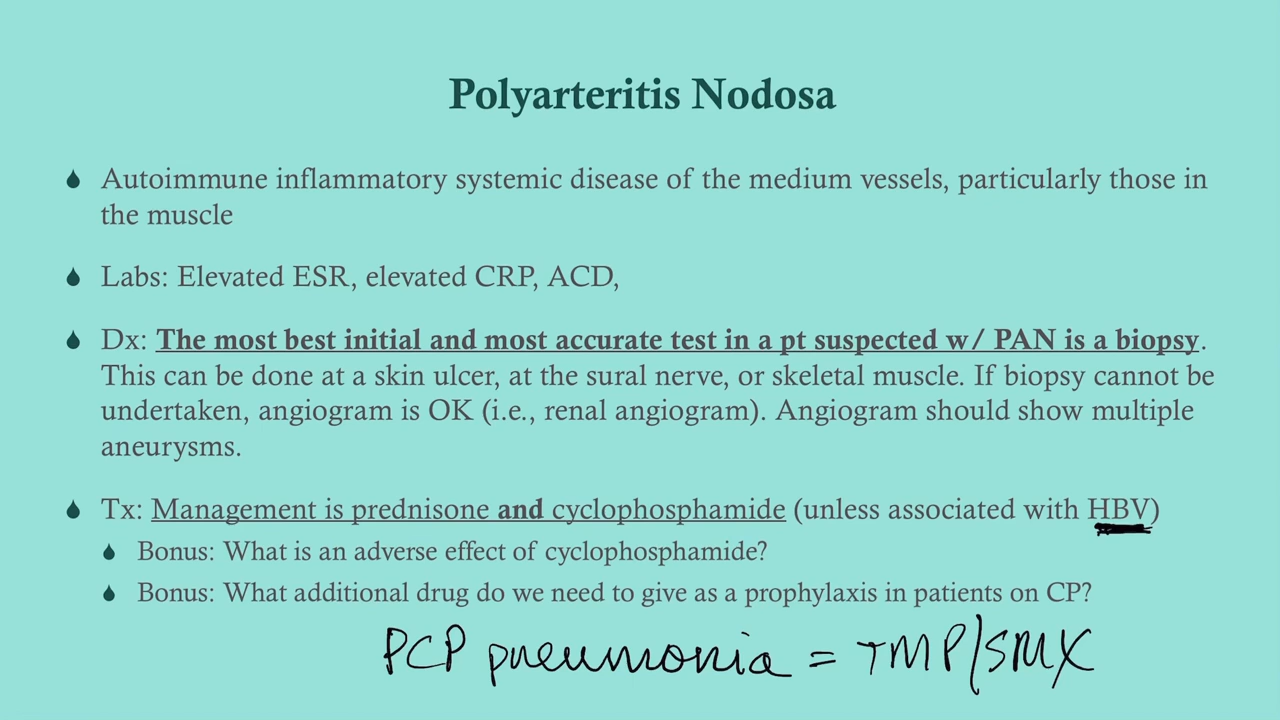 Polyarteritis Nodosa
Autoimmune inflammatory systemic disease of the medium vessels, particularly those in
the muscle
Labs: Elevated ESR, elevated CRP, ACD,
Dx: The most best initial and most accurate test in a pt suspected w/ PAN is a biopsy.
This can be done at a skin ulcer, at the sural nerve, or skeletal muscle. If biopsy cannot be
undertaken, angiogram is OK (i.e., renal angiogram). Angiogram should show multiple
aneurysms.
Tx: Management is prednisone and cyclophosphamide (unless associated with HBV)
Bonus: What is an adverse effect of cyclophosphamide?
Bonus: What additional drug do we need to give as a prophylaxis in patients on CP?
PCP pneumonia = TMP/SMX